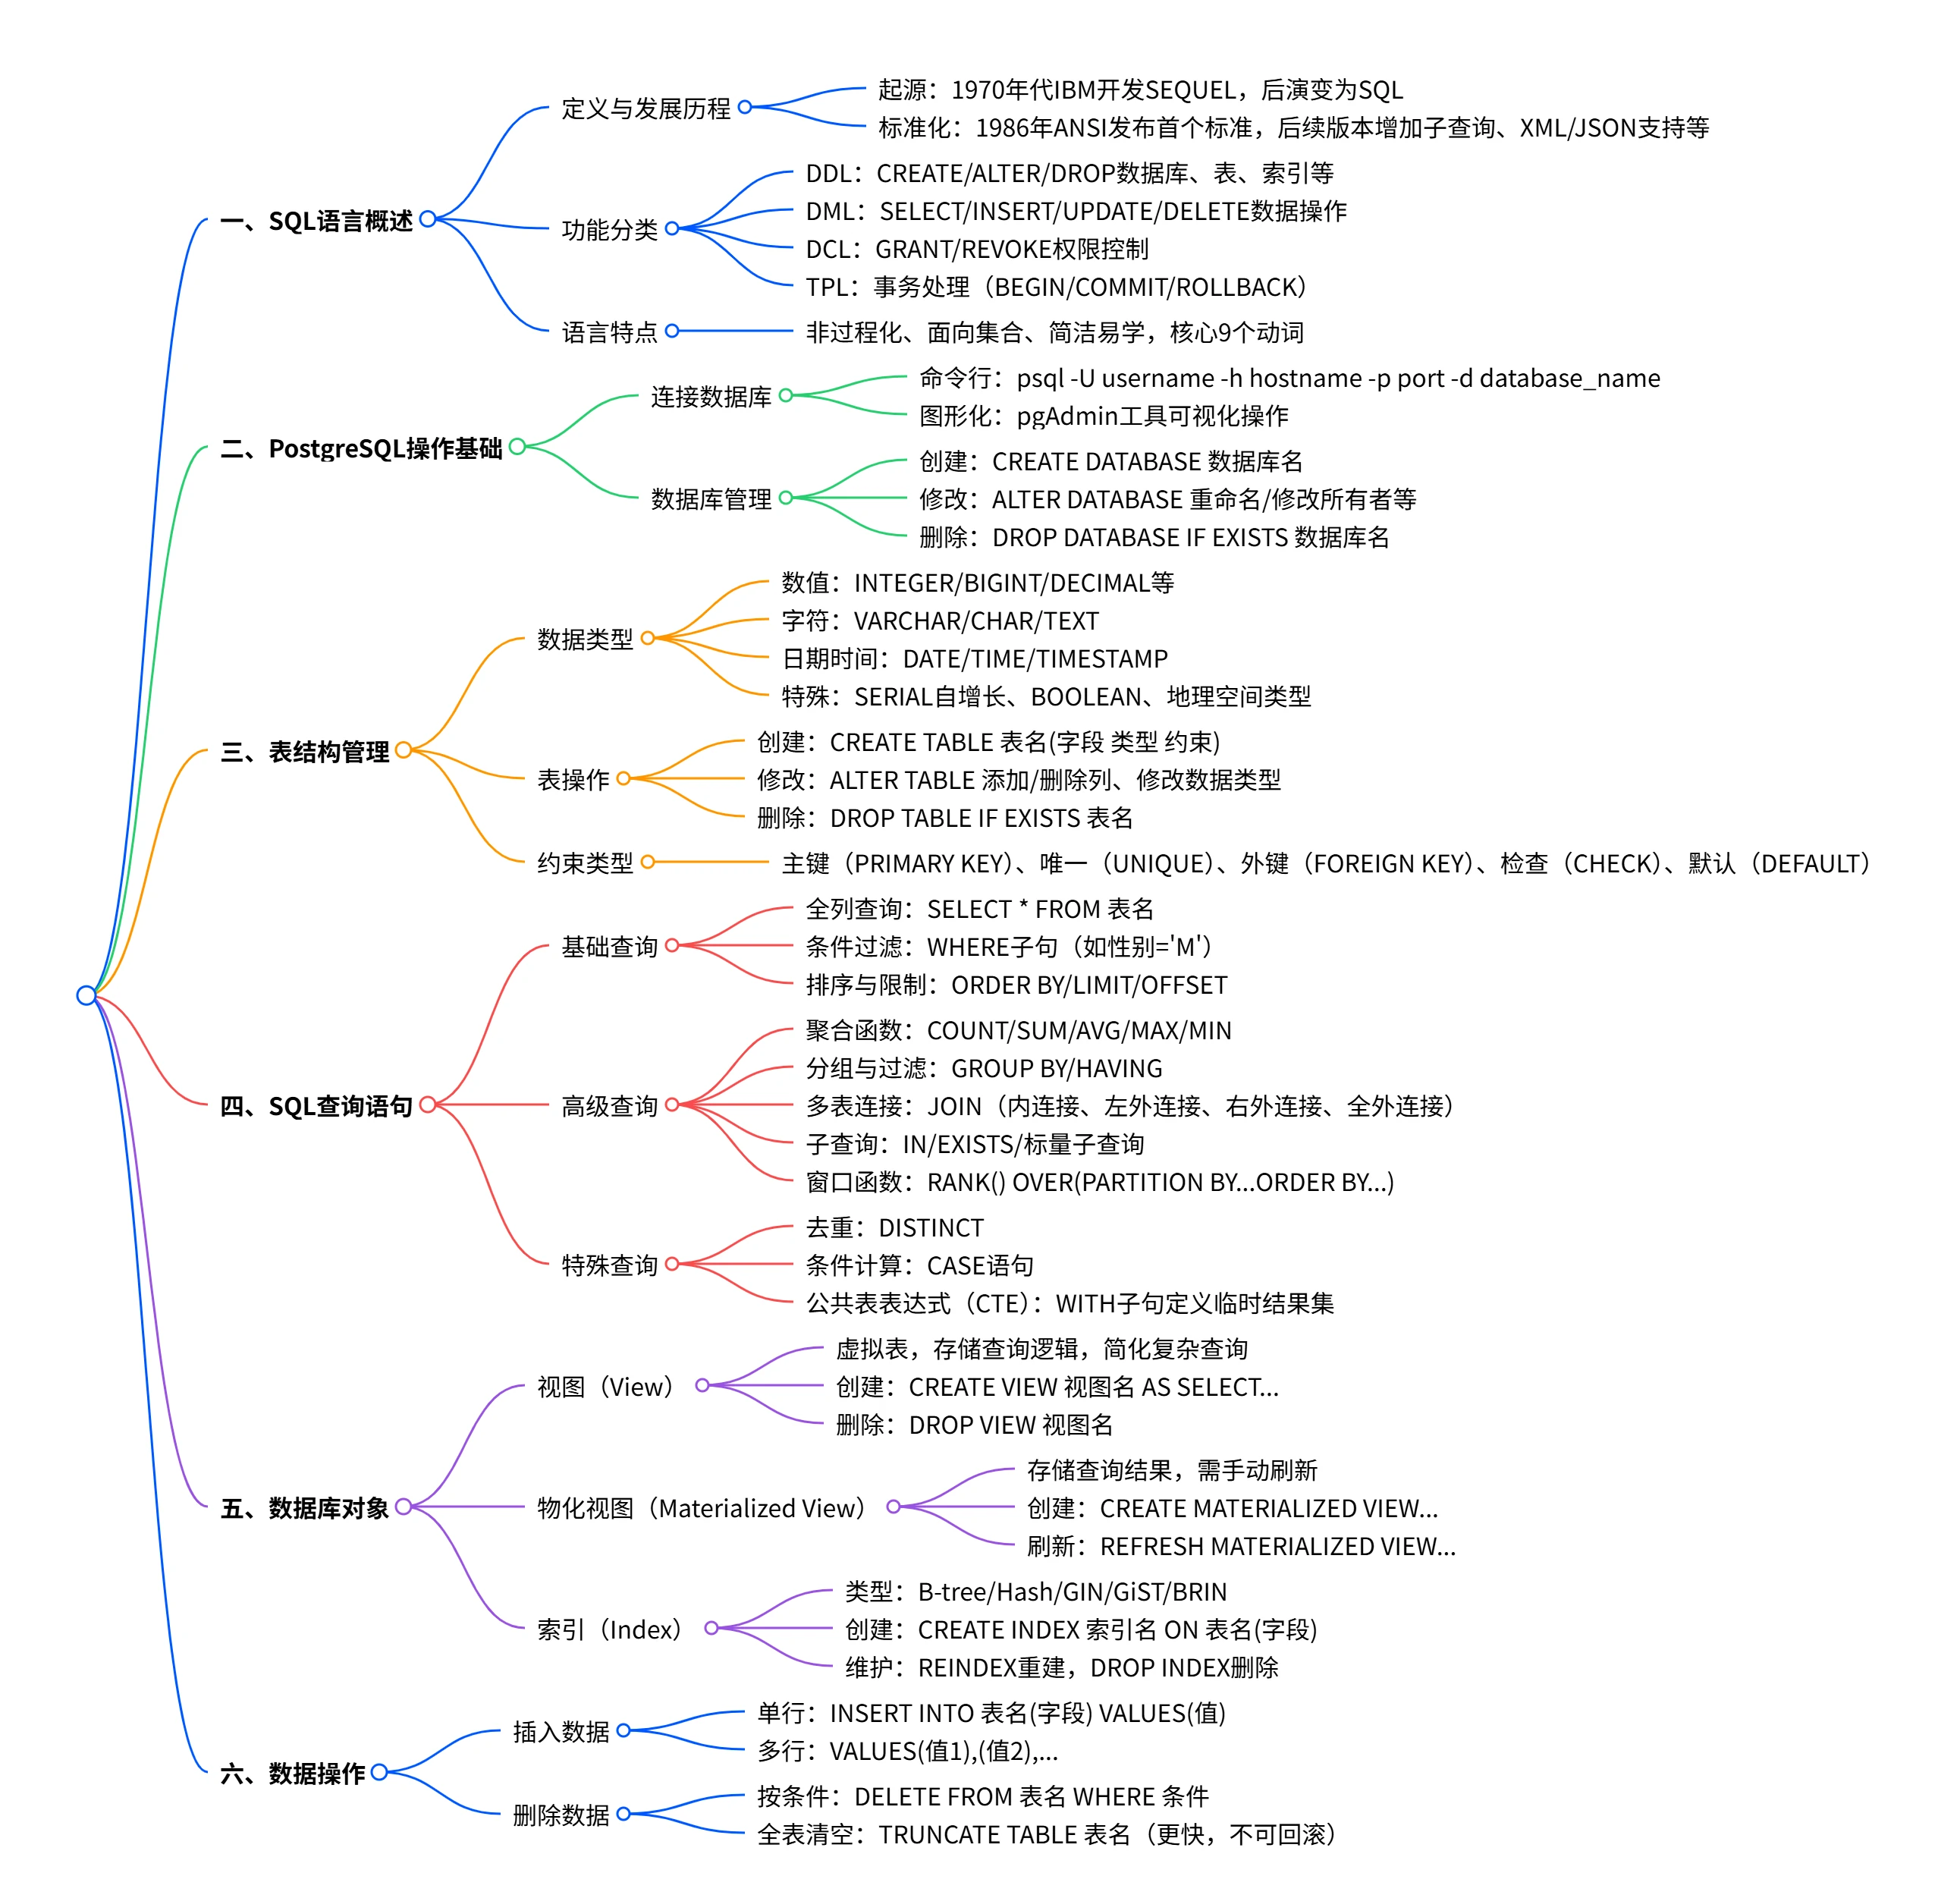 一、SQL语言概述
定义与发展历程
起源：1970年代IBM开发SEQUEL，后演变为SQL
标准化：1986年ANSI发布首个标准，后续版本增加子查询、XML/JSON支持等
功能分类
DDL：CREATE/ALTER/DROP数据库、表、索引等
DML：SELECT/INSERT/UPDATE/DELETE数据操作
DCL：GRANT/REVOKE权限控制
TPL：事务处理（BEGIN/COMMIT/ROLLBACK）
语言特点
非过程化、面向集合、简洁易学，核心9个动词
二、PostgreSQL操作基础
连接数据库
命令行：psql -U username -h hostname -p port -d database_name
图形化：pgAdmin工具可视化操作
数据库管理
创建：CREATE DATABASE 数据库名
修改：ALTER DATABASE 重命名/修改所有者等
删除：DROP DATABASE IF EXISTS 数据库名
三、表结构管理
数据类型
数值：INTEGER/BIGINT/DECIMAL等
字符：VARCHAR/CHAR/TEXT
日期时间：DATE/TIME/TIMESTAMP
特殊：SERIAL自增长、BOOLEAN、地理空间类型
表操作
创建：CREATE TABLE 表名(字段 类型 约束)
修改：ALTER TABLE 添加/删除列、修改数据类型
删除：DROP TABLE IF EXISTS 表名
约束类型
主键（PRIMARY KEY）、唯一（UNIQUE）、外键（FOREIGN KEY）、检查（CHECK）、默认（DEFAULT）
四、SQL查询语句
基础查询
全列查询：SELECT * FROM 表名
条件过滤：WHERE子句（如性别='M'）
排序与限制：ORDER BY/LIMIT/OFFSET
高级查询
聚合函数：COUNT/SUM/AVG/MAX/MIN
分组与过滤：GROUP BY/HAVING
多表连接：JOIN（内连接、左外连接、右外连接、全外连接）
子查询：IN/EXISTS/标量子查询
窗口函数：RANK() OVER(PARTITION BY...ORDER BY...)
特殊查询
去重：DISTINCT
条件计算：CASE语句
公共表表达式（CTE）：WITH子句定义临时结果集
五、数据库对象
视图（View）
虚拟表，存储查询逻辑，简化复杂查询
创建：CREATE VIEW 视图名 AS SELECT...
删除：DROP VIEW 视图名
物化视图（Materialized View）
存储查询结果，需手动刷新
创建：CREATE MATERIALIZED VIEW...
刷新：REFRESH MATERIALIZED VIEW...
索引（Index）
类型：B-tree/Hash/GIN/GiST/BRIN
创建：CREATE INDEX 索引名 ON 表名(字段)
维护：REINDEX重建，DROP INDEX删除
六、数据操作
插入数据
单行：INSERT INTO 表名(字段) VALUES(值)
多行：VALUES(值1),(值2),...
删除数据
按条件：DELETE FROM 表名 WHERE 条件
全表清空：TRUNCATE TABLE 表名（更快，不可回滚）